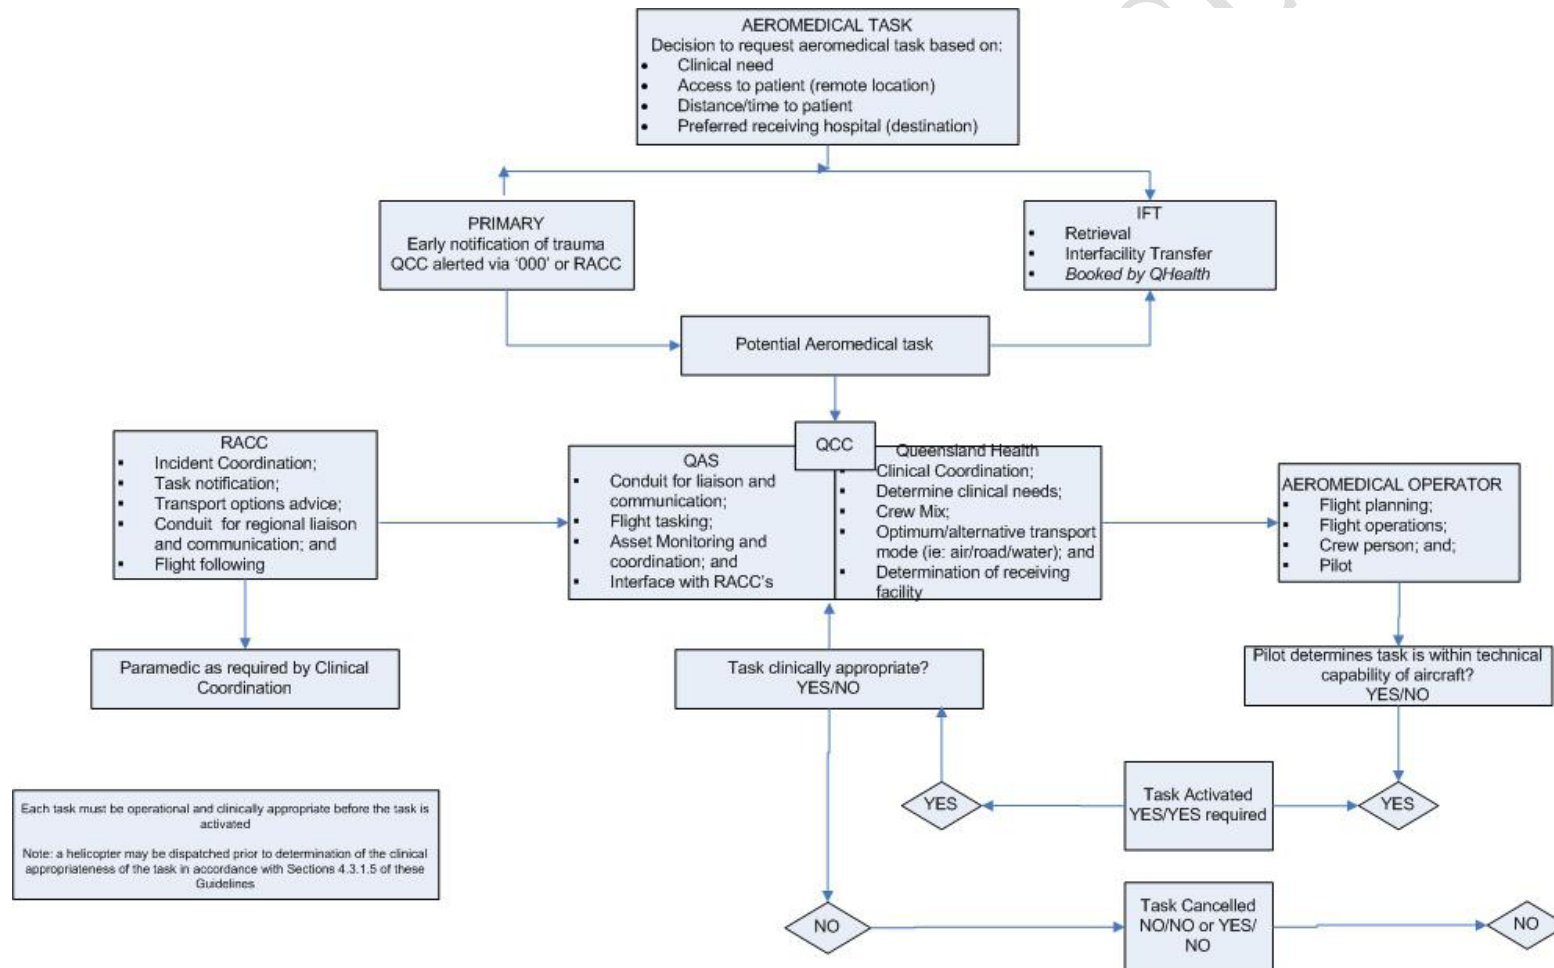 AEROMEDICAL TASK
Decision to request aeromedical task based on:
• Clinical need
• Access to patient (remote location)
• Distance/time to patient
• Preferred receiving hospital (destination)
PRIMARY
Early notification of trauma
QCC alerted via ‘000’ or RACC
IFT
▪ Retrieval
▪ Interfacility Transfer
▪ Booked by QHealth
Potential Aeromedical task
RACC
▪ Incident Coordination;
▪ Task notification;
▪ Transport options advice;
▪ Conduit for regional liaison
and communication; and
▪ Flight following
QCC
QAS
▪ Conduit for liaison and
communication;
▪ Flight tasking;
▪ Asset Monitoring and
coordination; and
▪ Interface with RACC’s
Queensland Health
▪ Clinical Coordination;
▪ Determine clinical needs;
▪ Crew Mix;
▪ Optimum/alternative transport
mode (ie: air/road/water); and
▪ Determination of receiving
facility
AEROMEDICAL OPERATOR
▪ Flight planning;
▪ Flight operations;
▪ Crew person; and;
▪ Pilot
Paramedic as required by Clinical
Coordination
Task clinically appropriate?
YES/NO
Pilot determines task is within technical
capability of aircraft?
YES/NO
YES
Task Activated
YES/YES required
YES
Each task must be operational and clinically appropriate before the task is
activated
Note: a helicopter may be dispatched prior to determination of the clinical
appropriateness of the task in accordance with Sections 4.3.1.5 of these
Guidelines
NO
Task Cancelled
NO/NO or YES/
NO
NO